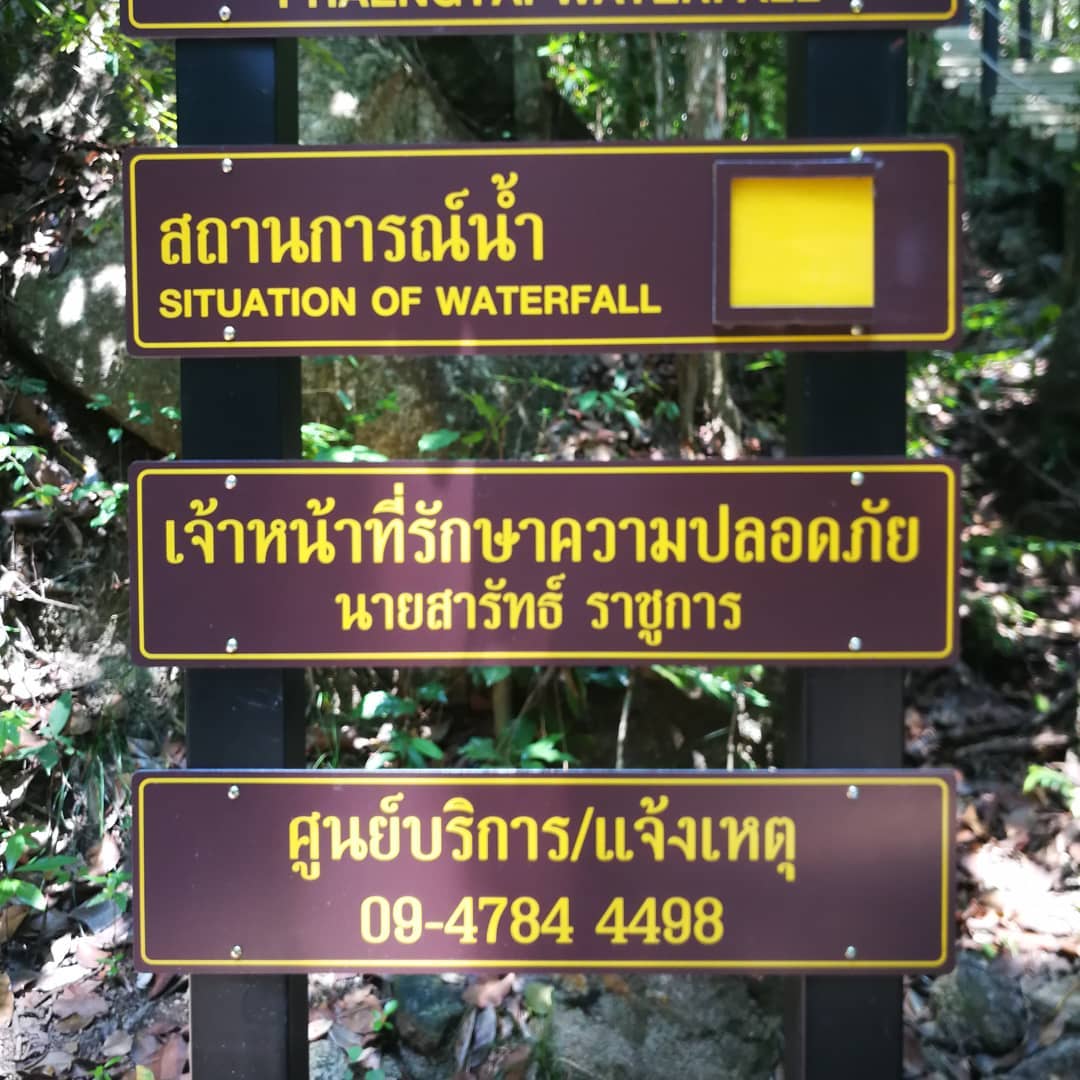 WATERFALL
สถานการณ์น้ำ
SITUATION OF WATERFALL
เจ้าหน้าที่รักษาความปลอดภัย
นายสารัทธ์ ราชูการ
ศูนย์บริการ/แจ้งเหตุ
09-4784 4498